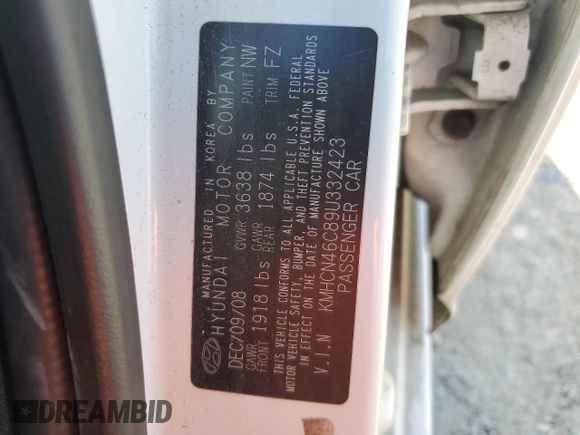 MANUFACTURED IN KOREA BY
HYUNDAI MOTOR COMPANY
DEC/09/08 GVWR 3638 lbs PAINT NW
GAWR FRONT 1918 lbs GAWR REAR 1874 lbs TRIM FZ
THIS VEHICLE CONFORMS TO ALL APPLICABLE U.S.A. FEDERAL
MOTOR VEHICLE SAFETY, BUMPER, AND THEFT PREVENTION STANDARDS
IN EFFECT ON THE DATE OF MANUFACTURE SHOWN ABOVE
V.I.N KMHCN46C89U332423
PASSENGER CAR
DREAMBID